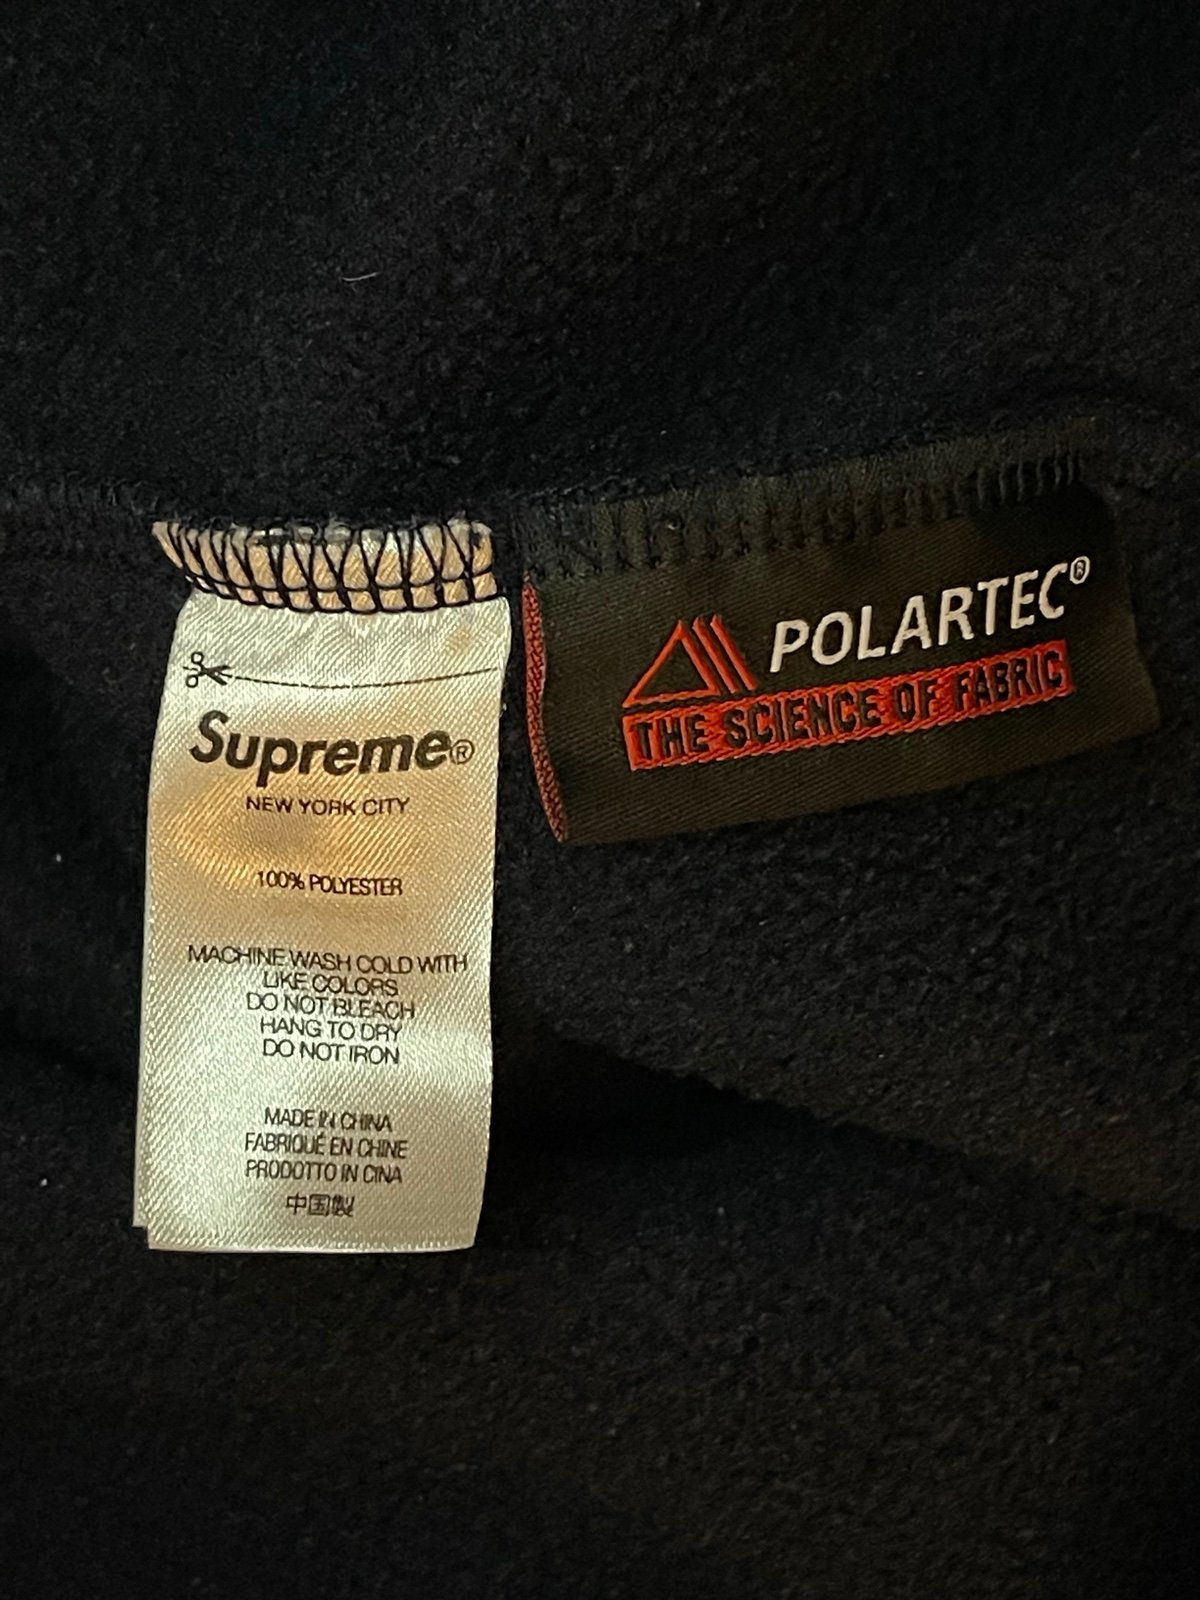 Supreme®
NEW YORK CITY
100% POLYESTER
MACHINE WASH COLD WITH
LIKE COLORS
DO NOT BLEACH
HANG TO DRY
DO NOT IRON
MADE IN CHINA
FABRIQUÉ EN CHINE
PRODOTTO IN CINA
中国製
POLARTEC®
THE SCIENCE OF FABRIC